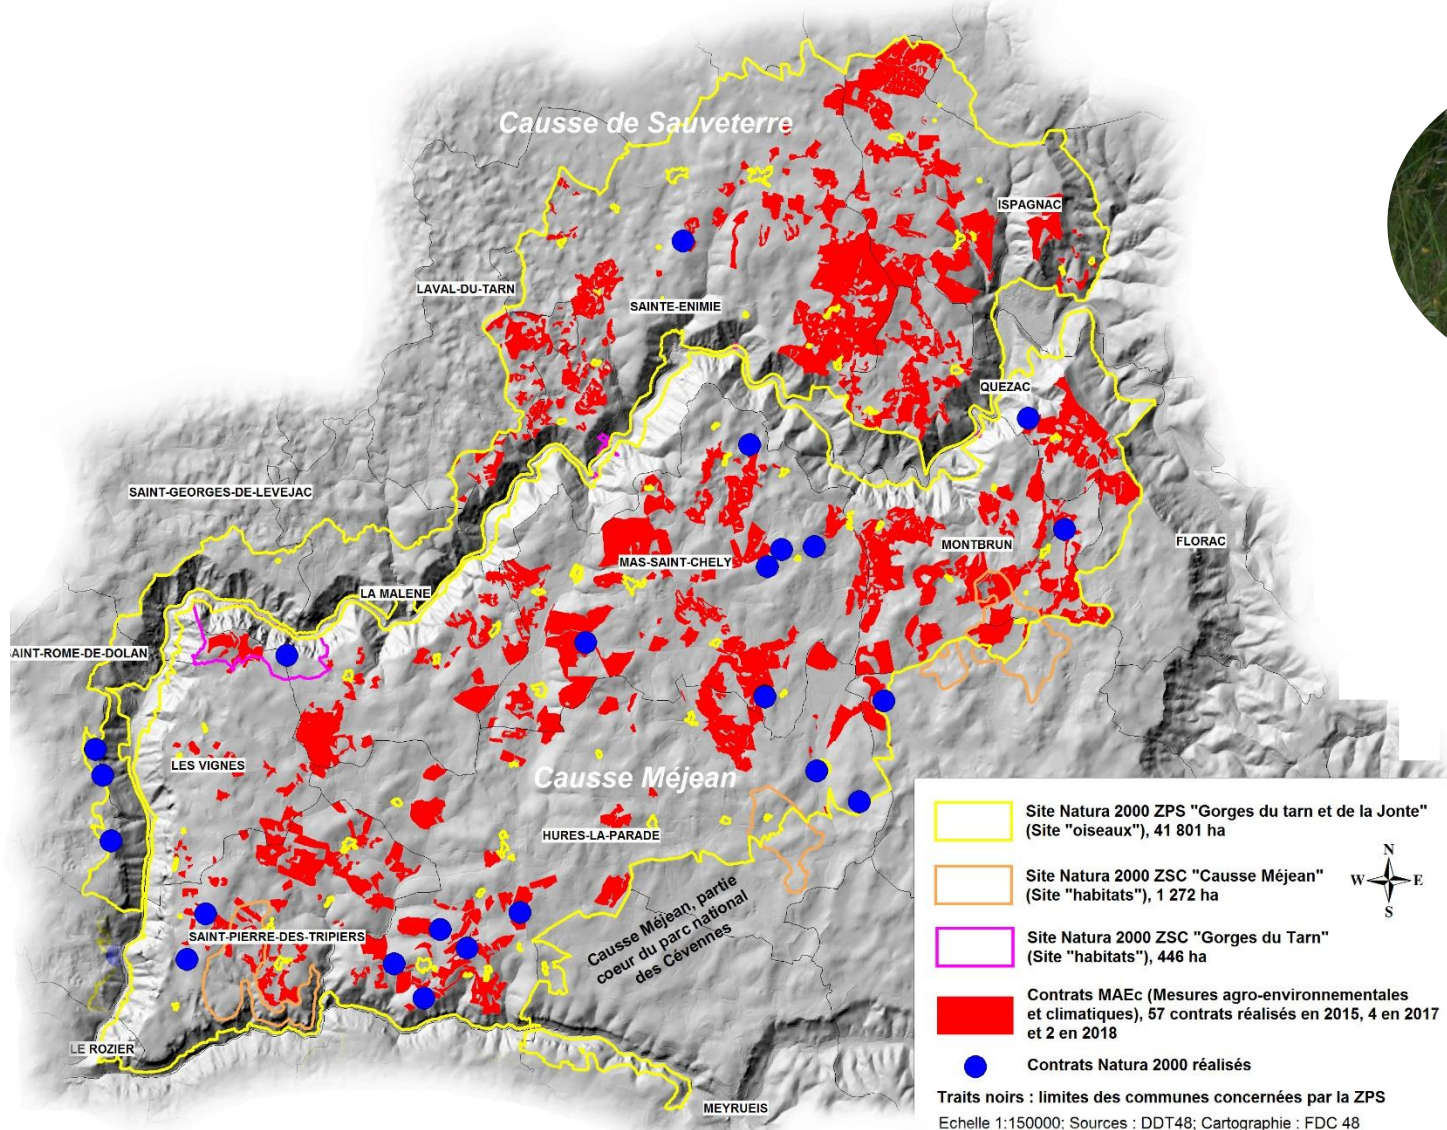 Causse de Sauveterre
ISPAGNAC
LAVAL-DU-TARN
SAINTE-ENIMIE
QUEZAC
SAINT-GEORGES-DE-LEVEJAC
MONTBRUN
FLORAC
MAS-SAINT-CHELY
LA MALENE
SAINT-ROME-DE-DOLAN
LES VIGNES
Causse Méjean
HURES-LA-PARADE
Causse Méjean, partie
coeur du parc national
des Cévennes
SAINT-PIERRE-DES-TRIPIERS
LE ROZIER
MEYRUEIS
Site Natura 2000 ZPS "Gorges du tarn et de la Jonte"
(Site "oiseaux"), 41 801 ha
Site Natura 2000 ZSC "Causse Méjean"
(Site "habitats"), 1 272 ha
N
W E
S
Site Natura 2000 ZSC "Gorges du Tarn"
(Site "habitats"), 446 ha
Contrats MAEc (Mesures agro-environnementales
et climatiques), 57 contrats réalisés en 2015, 4 en 2017
et 2 en 2018
Contrats Natura 2000 réalisés
Traits noirs : limites des communes concernées par la ZPS
Echelle 1:150000; Sources : DDT48; Cartographie : FDC 48